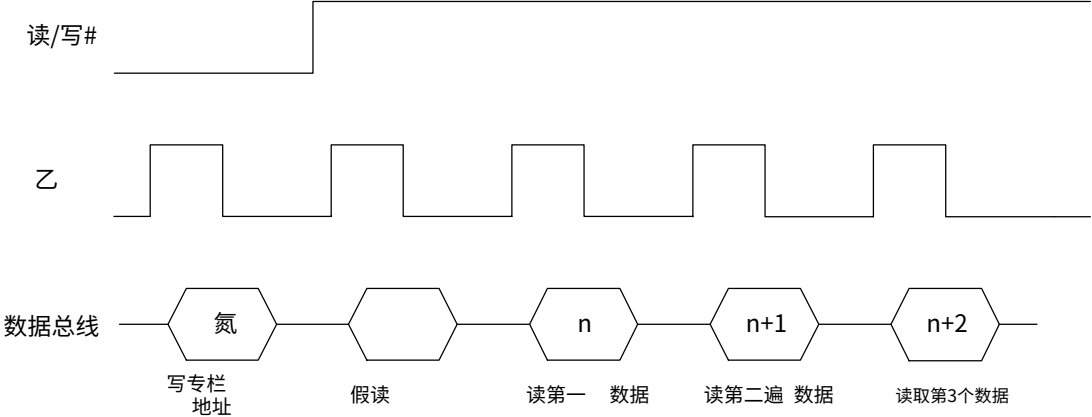 读/写#
乙
数据总线
氮
n
n+1
n+2
写专栏
地址
假读
读第一 数据
读第二遍 数据
读取第3个数据